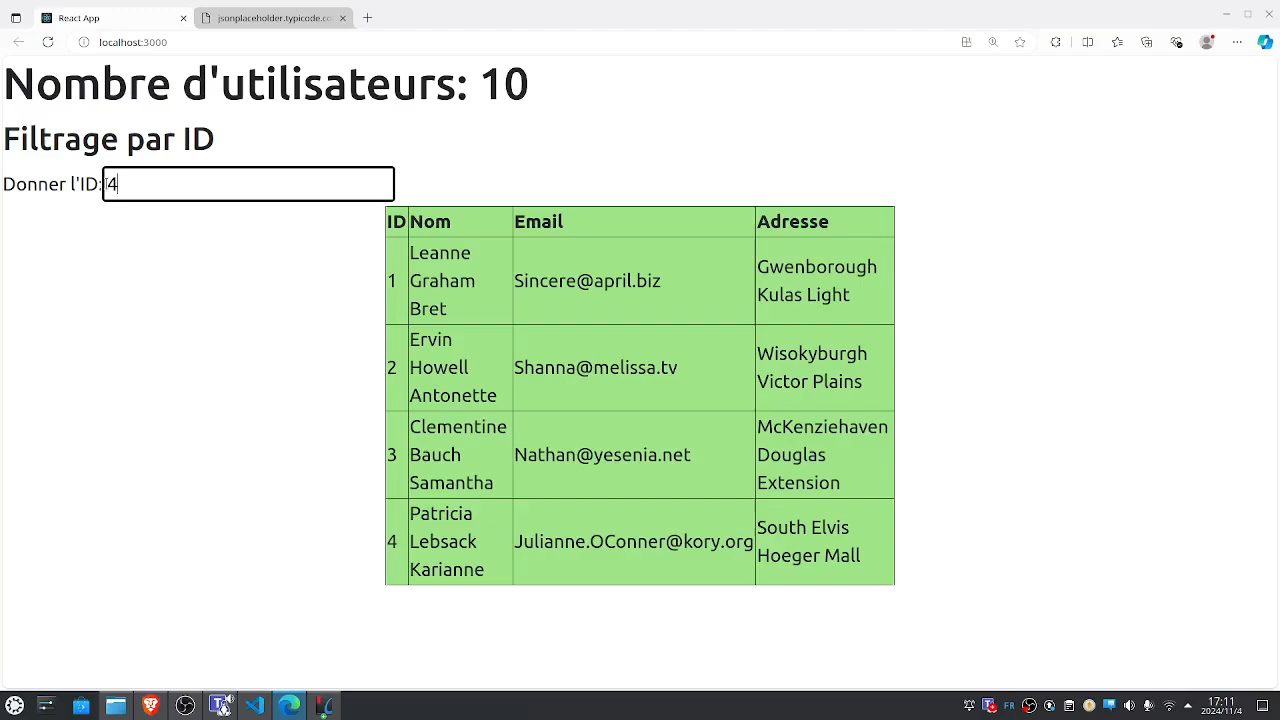 React App
jsonplaceholder.typicode.co
localhost:3000
Nombre d'utilisateurs: 10
Filtrage par ID
Donner l'ID: 4
ID Nom Email Adresse
1 Leanne Graham Bret Sincere@april.biz Gwenborough Kulas Light
2 Ervin Howell Antonette Shanna@melissa.tv Wisokyburgh Victor Plains
3 Clementine Bauch Samantha Nathan@yesenia.net McKenziehaven Douglas Extension
4 Patricia Lebsack Karianne Julianne.OConner@kory.org South Elvis Hoeger Mall
FR
17:11
2024/11/4